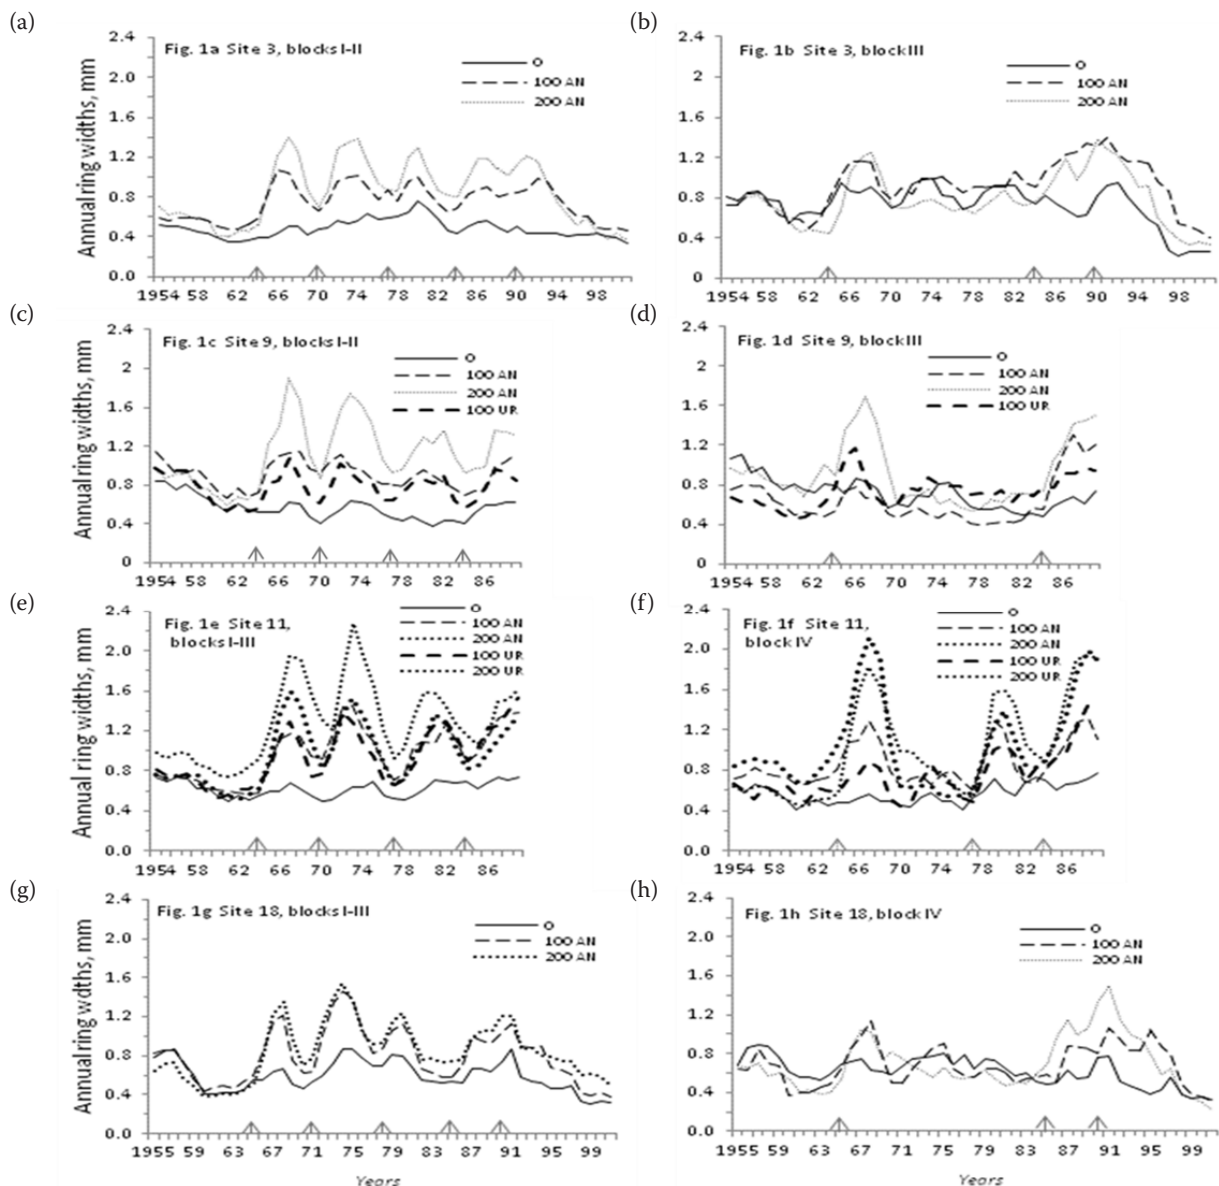 (a)
Fig. 1a Site 3, blocks I-II
O
100 AN
200 AN
Annual ring widths, mm
2.4
2
1.6
1.2
0.8
0.4
0.0
1954 58 62 66 70 74 78 82 86 90 94 98
(b)
Fig. 1b Site 3, block III
O
100 AN
200 AN
2.4
2
1.6
1.2
0.8
0.4
0
1954 58 62 66 70 74 78 82 86 90 94 98
(c)
Fig. 1c Site 9, blocks I-II
O
100 AN
200 AN
100 UR
Annual ring widths, mm
2.4
2
1.6
1.2
0.8
0.4
0
1954 58 62 66 70 74 78 82 86
(d)
Fig. 1d Site 9, block III
O
100 AN
200 AN
100 UR
2.4
2
1.6
1.2
0.8
0.4
0
1954 58 62 66 70 74 78 82 86
(e)
Fig. 1e Site 11,
blocks I-III
O
100 AN
200 AN
100 UR
200 UR
Annual ring widths, mm
2.4
2.0
1.6
1.2
0.8
0.4
0.0
1954 58 62 66 70 74 78 82 86
(f)
Fig. 1f Site 11,
block IV
O
100 AN
200 AN
100 UR
200 UR
2.4
2.0
1.6
1.2
0.8
0.4
0.0
1954 58 62 66 70 74 78 82 86
(g)
Fig. 1g Site 18, blocks I-III
O
100 AN
200 AN
Annual ring wdths, mm
2.4
2.0
1.6
1.2
0.8
0.4
0.0
1955 59 63 67 71 75 79 83 87 91 95 99
Years
(h)
Fig. 1h Site 18, block IV
O
100 AN
200 AN
2.4
2.0
1.6
1.2
0.8
0.4
0.0
1955 59 63 67 71 75 79 83 87 91 95 99
Years